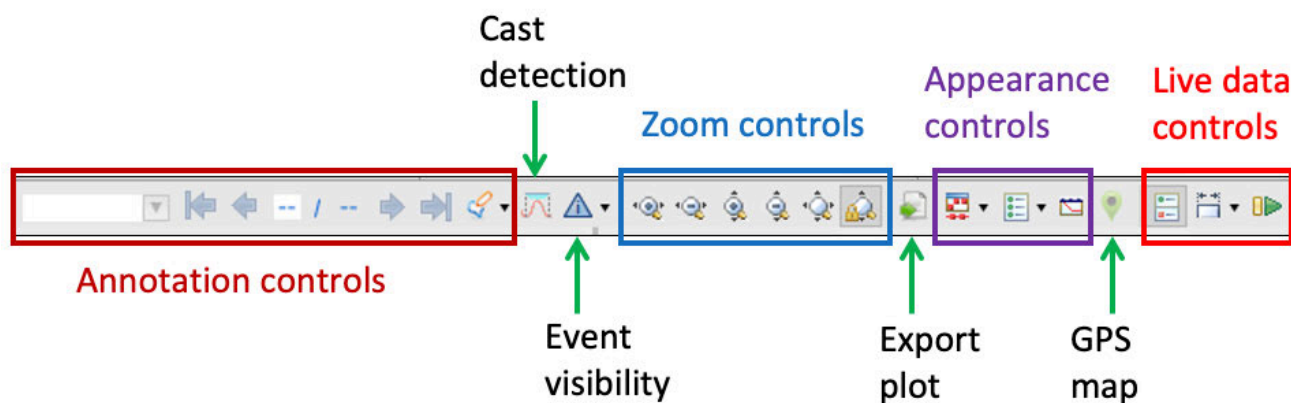 Cast
detection
Zoom controls
Appearance
controls
Live data
controls
-- / --
Annotation controls
Event
visibility
Export
plot
GPS
map